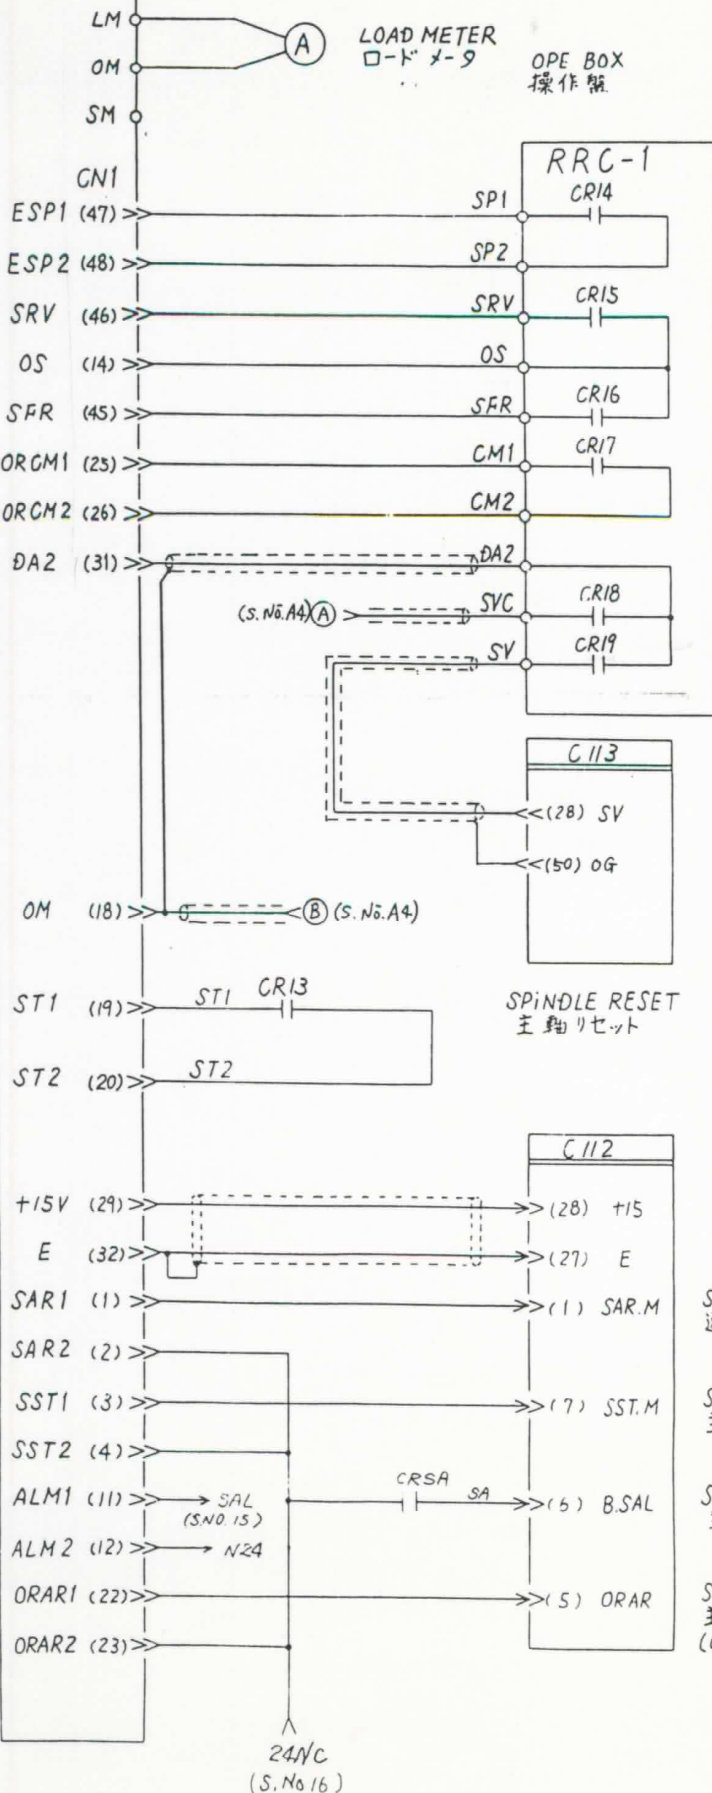 LM
A
LOAD METER
ロードメータ
OM
OPE BOX
操作盤
SM
CN1
RRC-1
ESP1 (47) SP1 CR14
ESP2 (48) SP2
SRV (46) SRV CR15
OS (14) OS
SFR (45) SFR CR16
ORCM1 (25) CM1 CR17
ORCM2 (26) CM2
DA2 (31) DA2
(S.No.A4) A SVC CR18
SV CR19
C113
(28) SV
(50) OG
OM (18) B (S.No.A4)
ST1 (19) ST1 CR13
SPINDLE RESET
主軸リセット
ST2 (20) ST2
C112
+15V (29) (28) +15
E (32) (27) E
SAR1 (1) (1) SAR.M
SAR2 (2)
SST1 (3) (7) SST.M
SST2 (4)
ALM1 (11) SAL CRSA SA (6) B.SAL
(S.NO.15)
ALM2 (12) N24
ORAR1 (22) (5) ORAR
ORAR2 (23)
24NC
(S.No16)